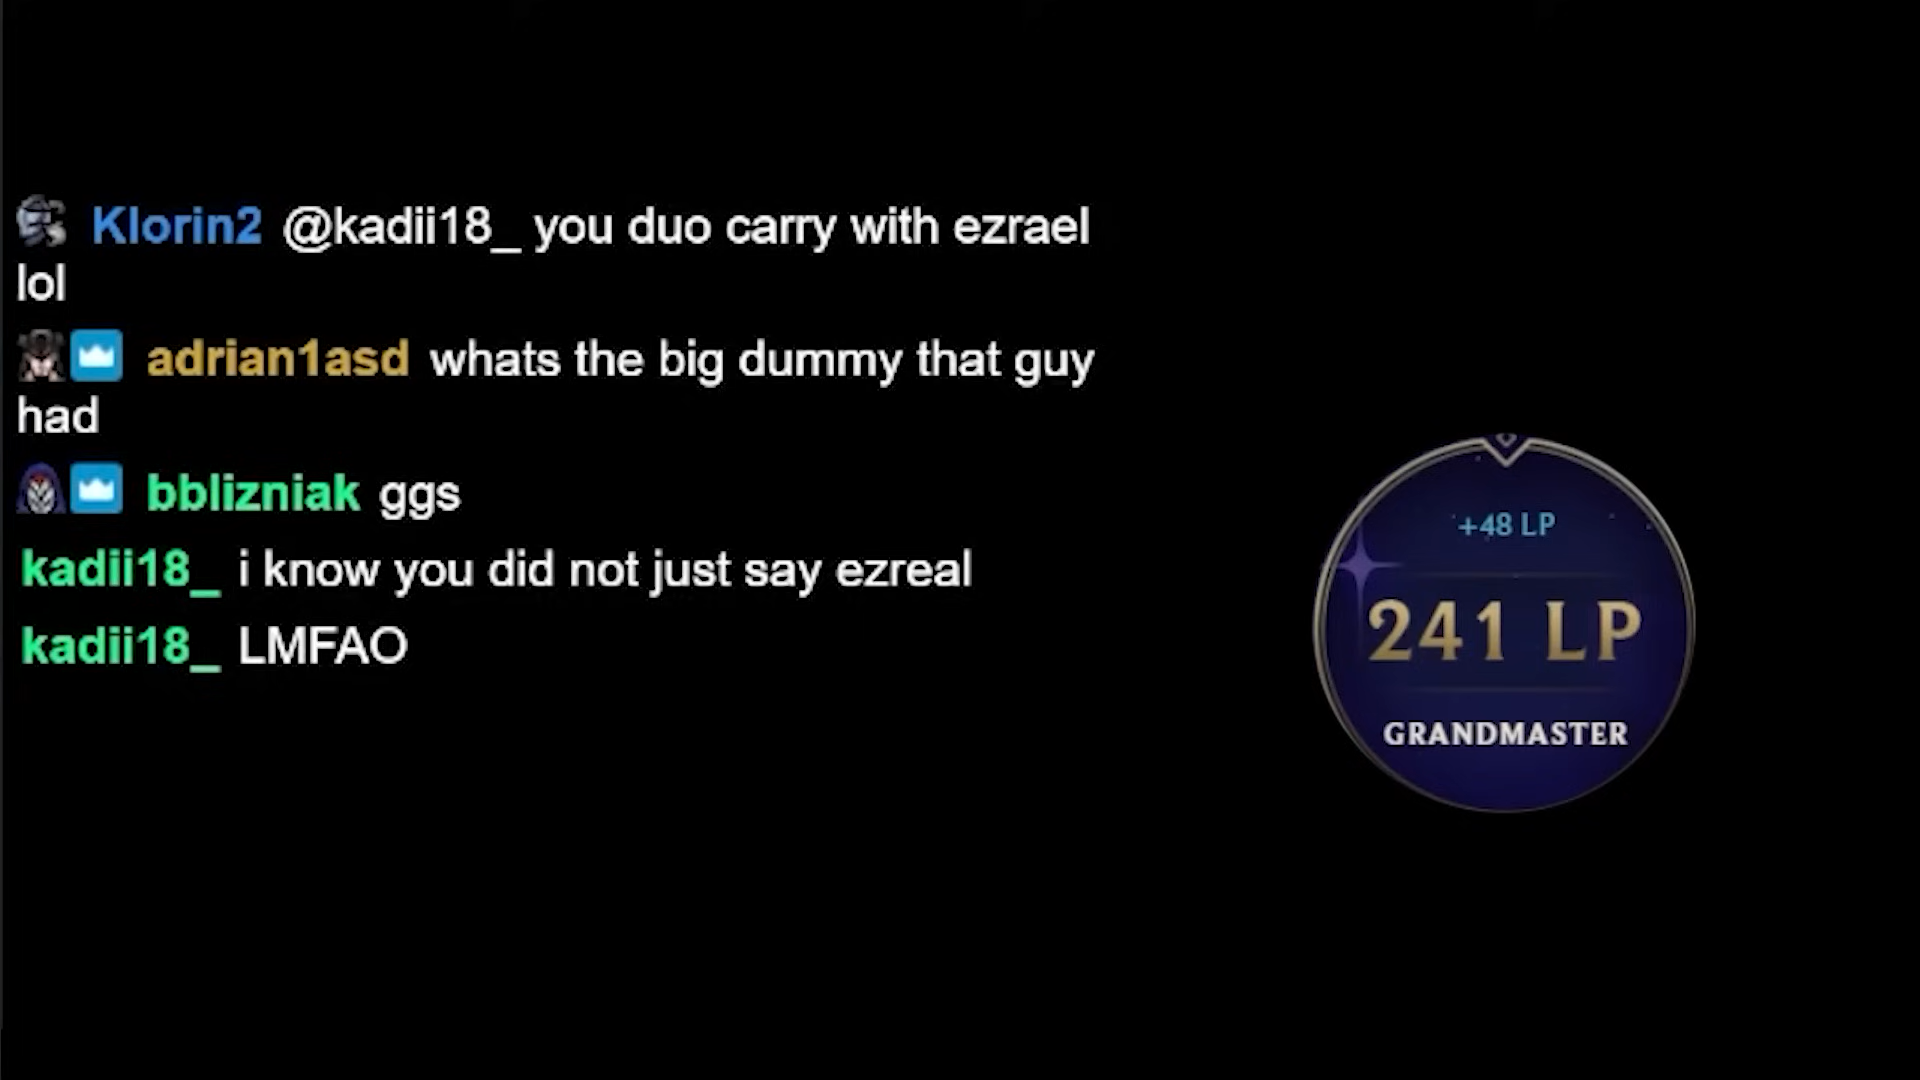 Klorin2 @kadii18_ you duo carry with ezrael
lol
adrian1asd whats the big dummy that guy
had
bblizniak ggs
kadii18_ i know you did not just say ezreal
kadii18_ LMFAO
+48 LP
241 LP
GRANDMASTER